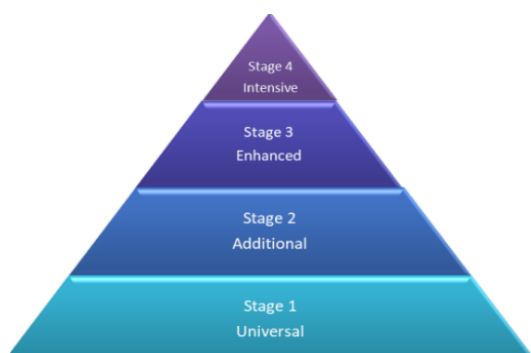 Stage 4
Intensive
Stage 3
Enhanced
Stage 2
Additional
Stage 1
Universal